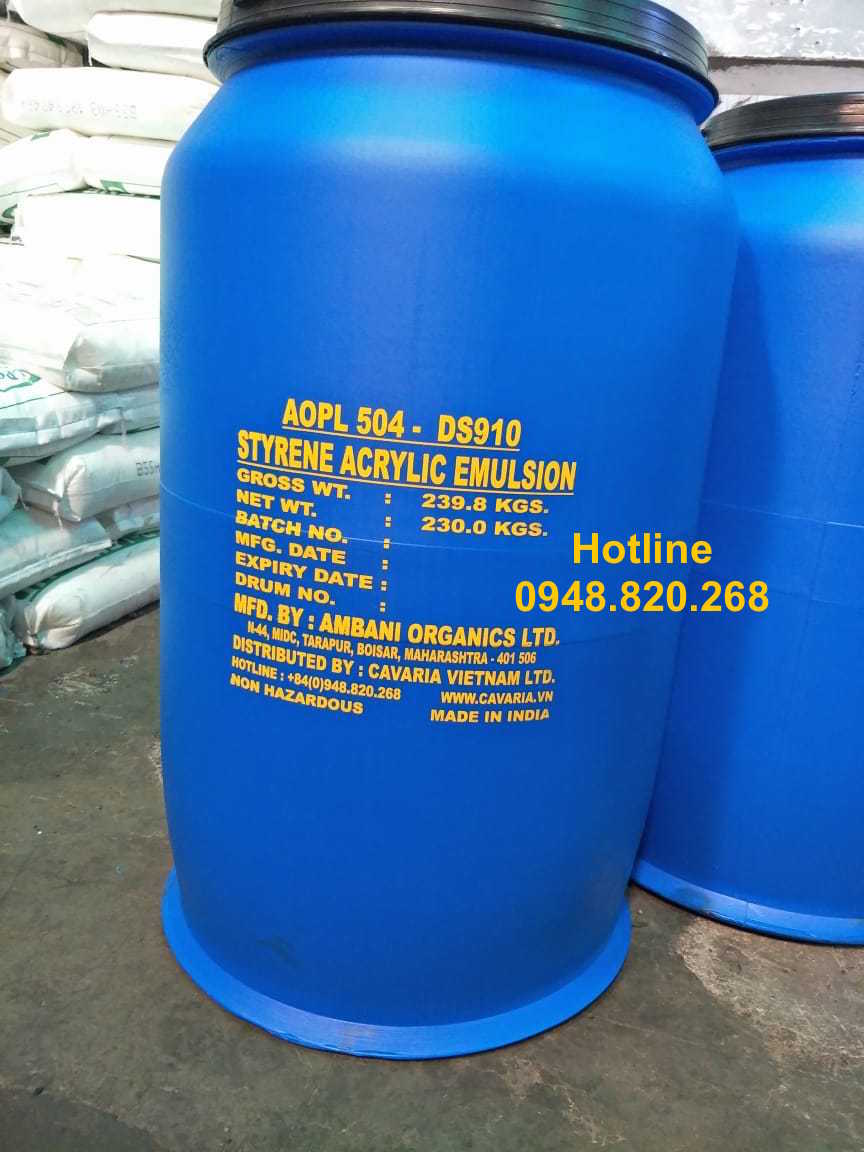 AOPL 504 - DS910
STYRENE ACRYLIC EMULSION
GROSS WT. : 239.8 KGS.
NET WT. : 230.0 KGS.
BATCH NO. :
MFG. DATE :
EXPIRY DATE :
DRUM NO. :
MFD. BY : AMBANI ORGANICS LTD.
N-44, MIDC, TARAPUR, BOISAR, MAHARASHTRA - 401 506
DISTRIBUTED BY : CAVARIA VIETNAM LTD.
HOTLINE : +84(0)948.820.268 WWW.CAVARIA.VN
NON HAZARDOUS MADE IN INDIA
Hotline
0948.820.268